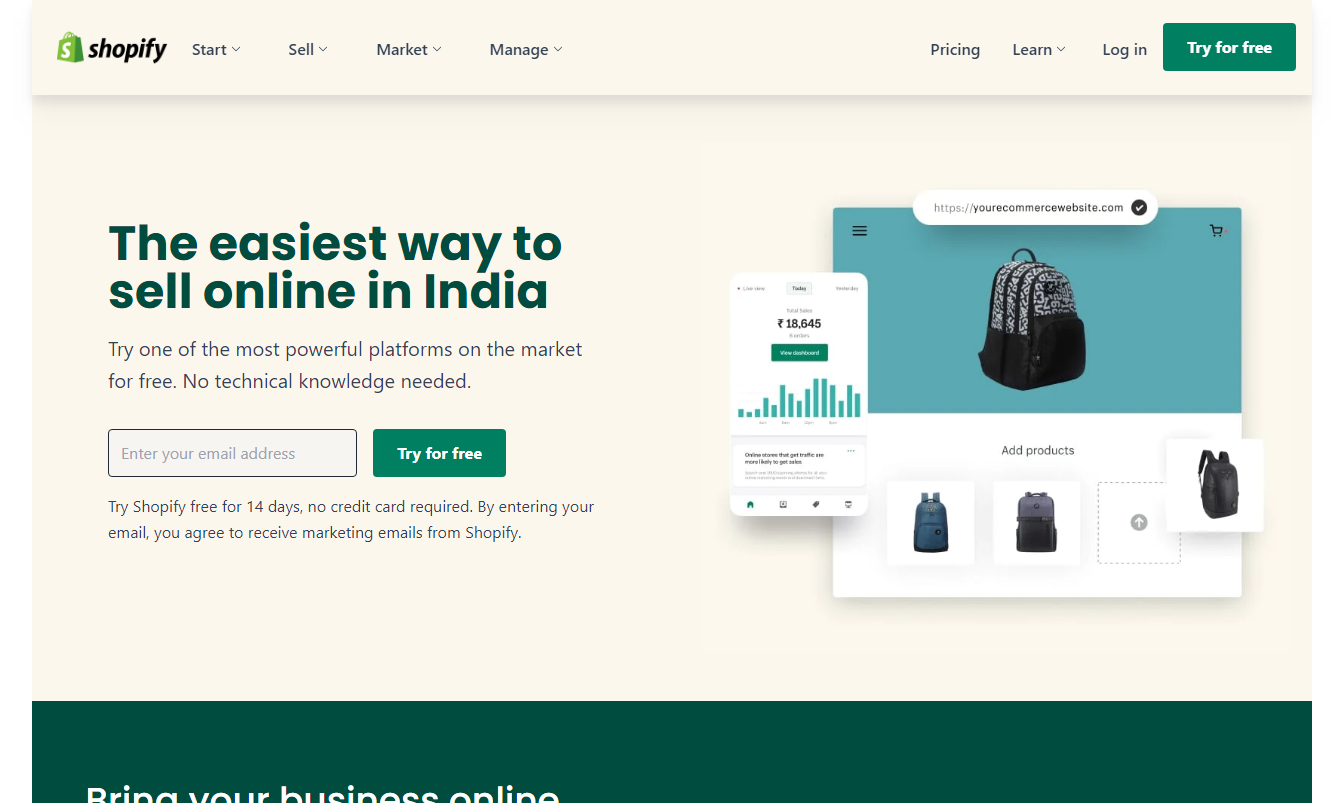 shopify
Start
Sell
Market
Manage
Pricing
Learn
Log in
Try for free
The easiest way to
sell online in India
Try one of the most powerful platforms on the market
for free. No technical knowledge needed.
Enter your email address
Try for free
Try Shopify free for 14 days, no credit card required. By entering your
email, you agree to receive marketing emails from Shopify.
https://yourecommercewebsite.com
Live view
Today
Yesterday
Total Sales
₹ 18,645
View dashboard
Online stores that get traffic are
more likely to get sales
Add products
Bring your business online